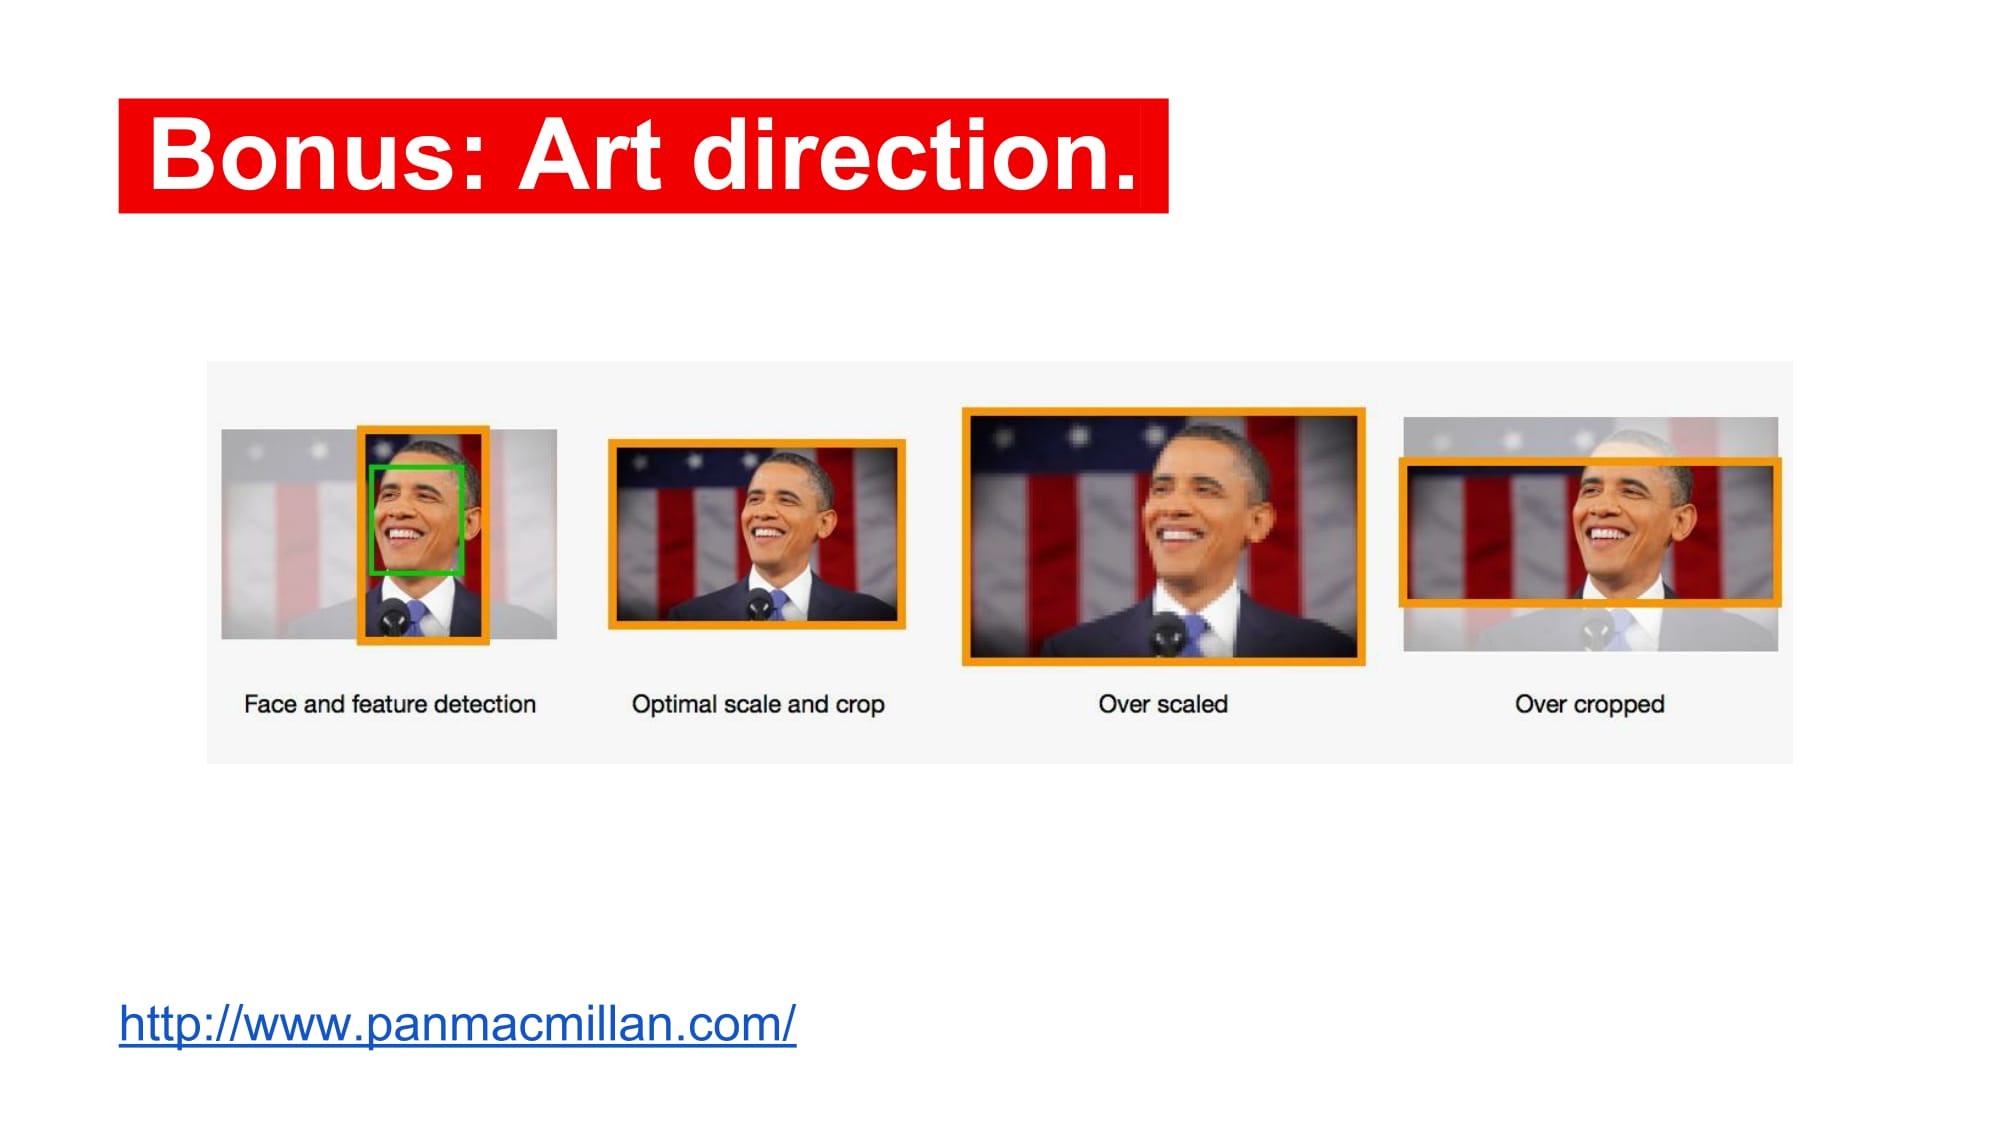 Bonus: Art direction.
Face and feature detection
Optimal scale and crop
Over scaled
Over cropped
http://www.panmacmillan.com/